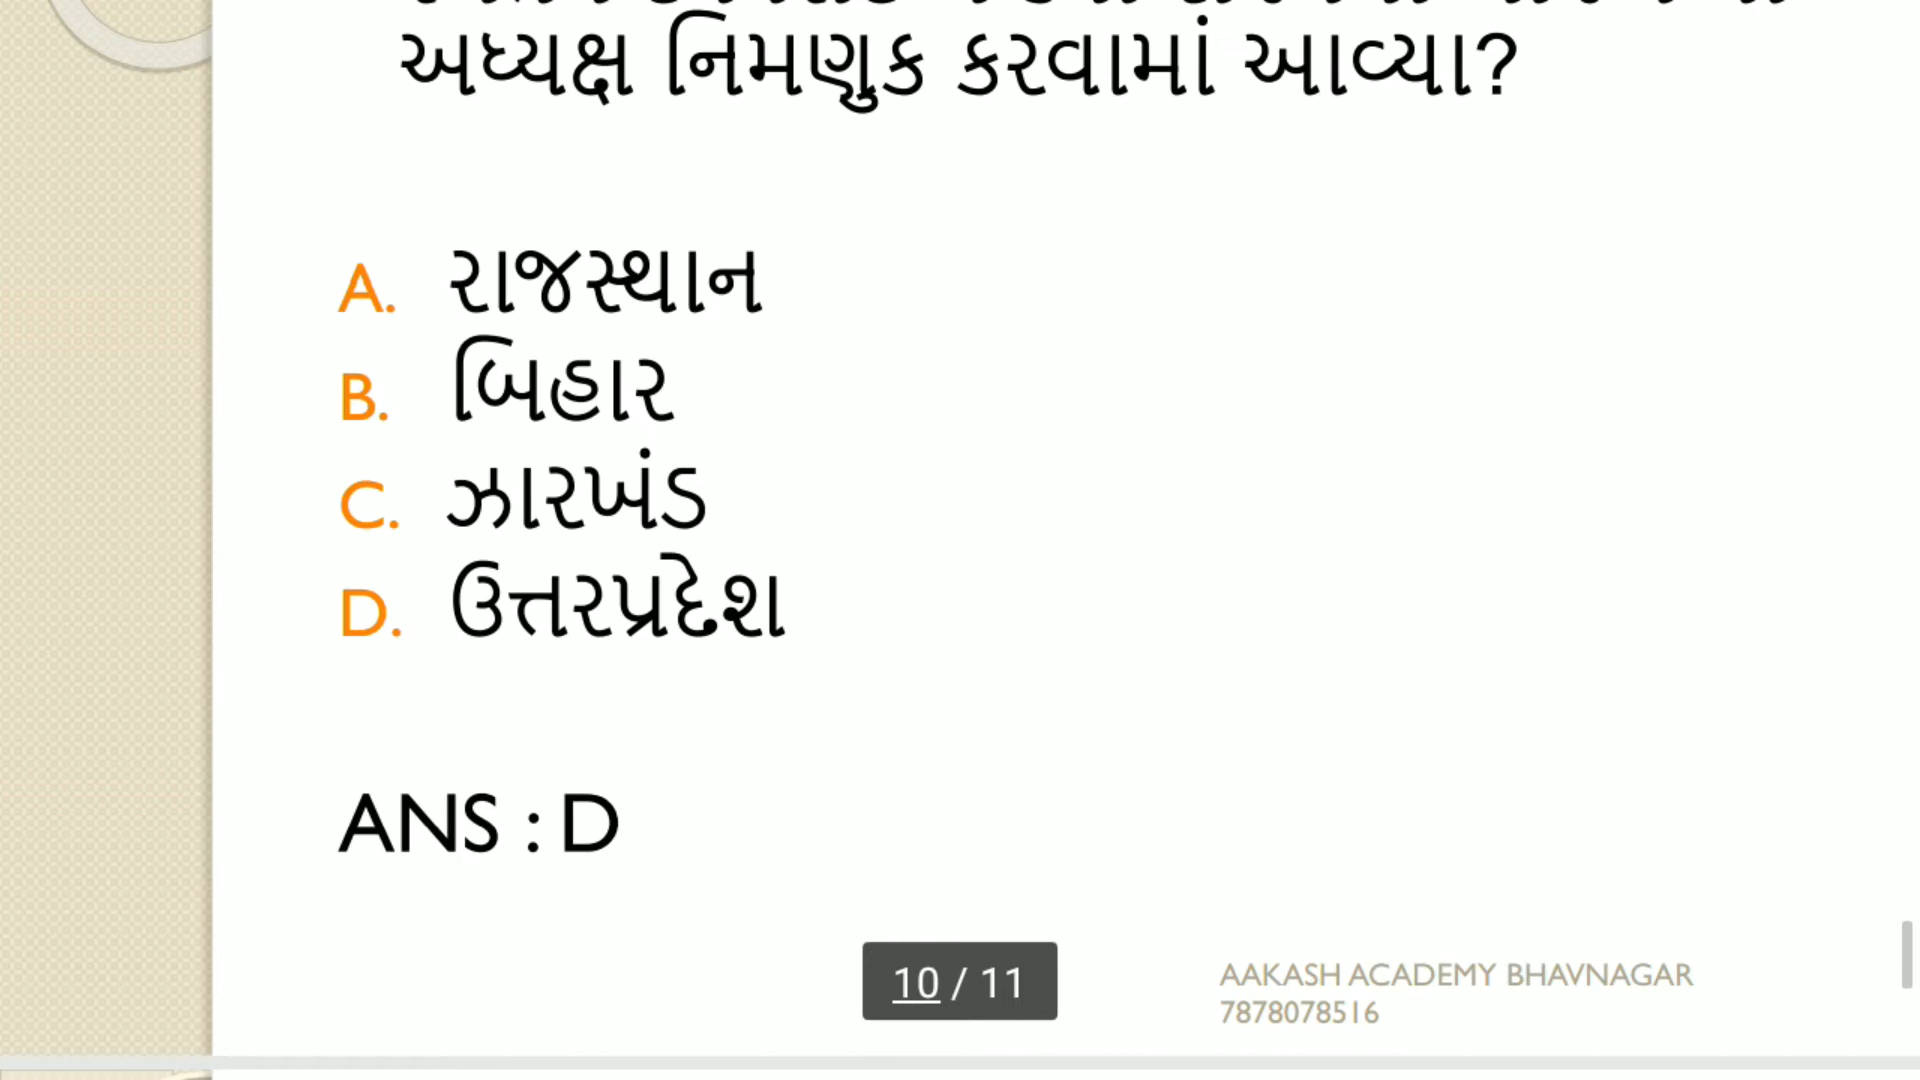 અધ્યક્ષ નિમણુક કરવામાં આવ્યા?
A. રાજસ્થાન
B. બિહાર
C. ઝારખંડ
D. ઉત્તરપ્રદેશ
ANS : D
10 / 11
AAKASH ACADEMY BHAVNAGAR
7878078516